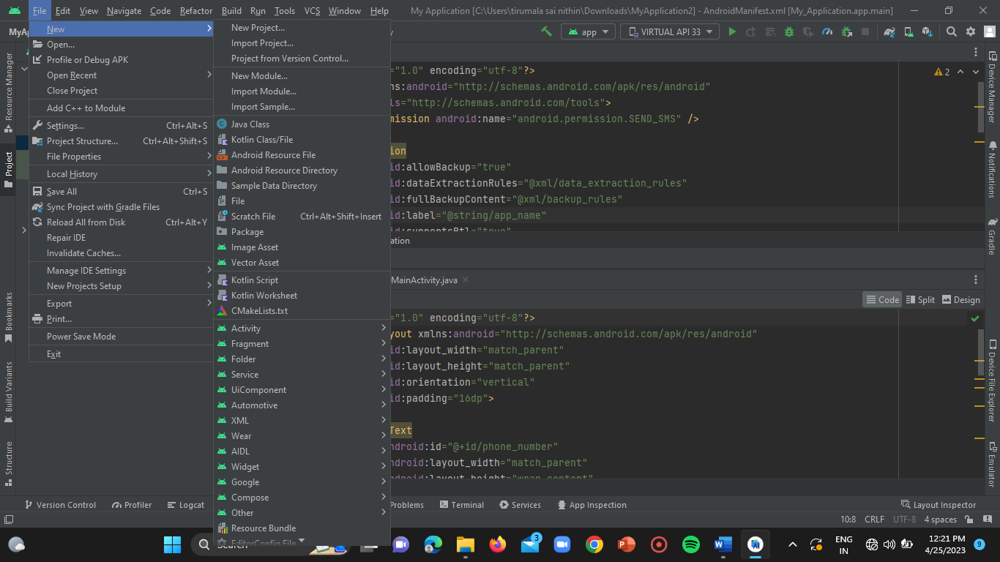 File Edit View Navigate Code Refactor Build Run Tools VCS Window Help My Application [C:\Users\tirumala sai nithin\Downloads\MyApplication2] - AndroidManifest.xml [My_Application.app.main]
MyA
app
VIRTUAL API 33
New
Open...
Profile or Debug APK
Open Recent
Close Project
Add C++ to Module
Settings... Ctrl+Alt+S
Project Structure... Ctrl+Alt+Shift+S
File Properties
Local History
Save All Ctrl+S
Sync Project with Gradle Files
Reload All from Disk Ctrl+Alt+Y
Repair IDE
Invalidate Caches...
Manage IDE Settings
New Projects Setup
Export
Print...
Power Save Mode
Exit
New Project...
Import Project...
Project from Version Control...
New Module...
Import Module...
Import Sample...
Java Class
Kotlin Class/File
Android Resource File
Android Resource Directory
Sample Data Directory
File
Scratch File Ctrl+Alt+Shift+Insert
Package
Image Asset
Vector Asset
Kotlin Script
Kotlin Worksheet
CMakeLists.txt
Activity
Fragment
Folder
Service
UiComponent
Automotive
XML
Wear
AIDL
Widget
Google
Compose
Other
Resource Bundle
EditorConfig File
="1.0" encoding="utf-8"?>
ns:android="http://schemas.android.com/apk/res/android"
ls="http://schemas.android.com/tools">
mission android:name="android.permission.SEND_SMS" />
ion
id:allowBackup="true"
id:dataExtractionRules="@xml/data_extraction_rules"
id:fullBackupContent="@xml/backup_rules"
id:label="@string/app_name"
id:supportsRtl="true"
ation
2
MainActivity.java
Code Split Design
="1.0" encoding="utf-8"?>
yout xmlns:android="http://schemas.android.com/apk/res/android"
id:layout_width="match_parent"
id:layout_height="match_parent"
id:orientation="vertical"
id:padding="16dp">
Text
ndroid:id="@+id/phone_number"
ndroid:layout_width="match_parent"
ndroid:layout_height="wrap_content"
Resource Manager
Project
Bookmarks
Build Variants
Structure
Device Manager
Notifications
Gradle
Device File Explorer
Emulator
Version Control Profiler Logcat Problems Terminal Services App Inspection Layout Inspector
10:8 CRLF UTF-8 4 spaces
Search
3
ENG
IN
12:21 PM
4/25/2023
9